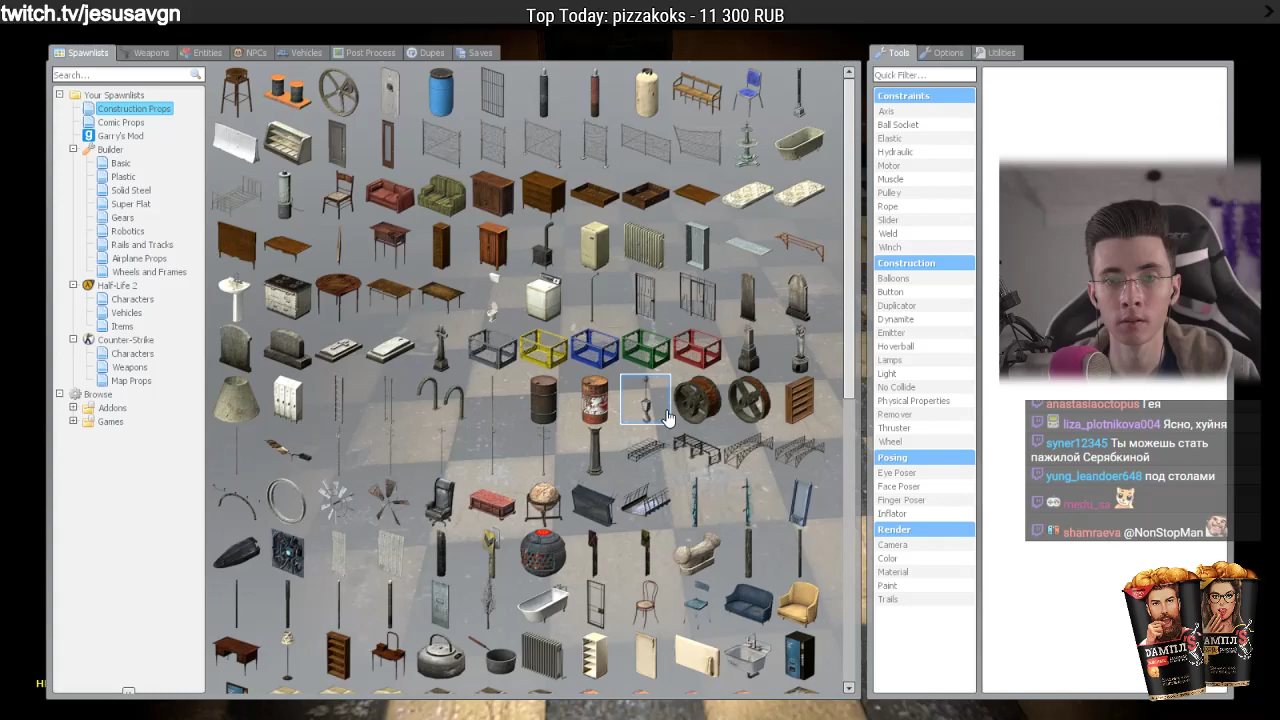 twitch.tv/jesusavgn
Top Today: pizzakoks - 11 300 RUB
Spawnlists
Weapons
Entities
NPCs
Vehicles
Post Process
Dupes
Saves
Search...
Your Spawnlists
Construction Props
Comic Props
Garry's Mod
Builder
Basic
Plastic
Solid Steel
Super Flat
Gears
Robotics
Rails and Tracks
Airplane Props
Wheels and Frames
Half-Life 2
Characters
Vehicles
Items
Counter-Strike
Characters
Weapons
Map Props
Browse
Addons
Games
Tools
Options
Utilities
Quick Filter...
Constraints
Axis
Ball Socket
Elastic
Hydraulic
Motor
Muscle
Pulley
Rope
Slider
Weld
Winch
Construction
Balloons
Button
Duplicator
Dynamite
Emitter
Hoverball
Lamps
Light
No Collide
Physical Properties
Remover
Thruster
Wheel
Posing
Eye Poser
Face Poser
Finger Poser
Inflator
Render
Camera
Color
Material
Paint
Trails
anastasiaoctopus Гея
liza_plotnikova004 Ясно, хуйня
syner12345 Ты можешь стать
пажилой Серябкиной
yung_leandoer648 под столами
medu_sa
shamraeva @NonStopMan